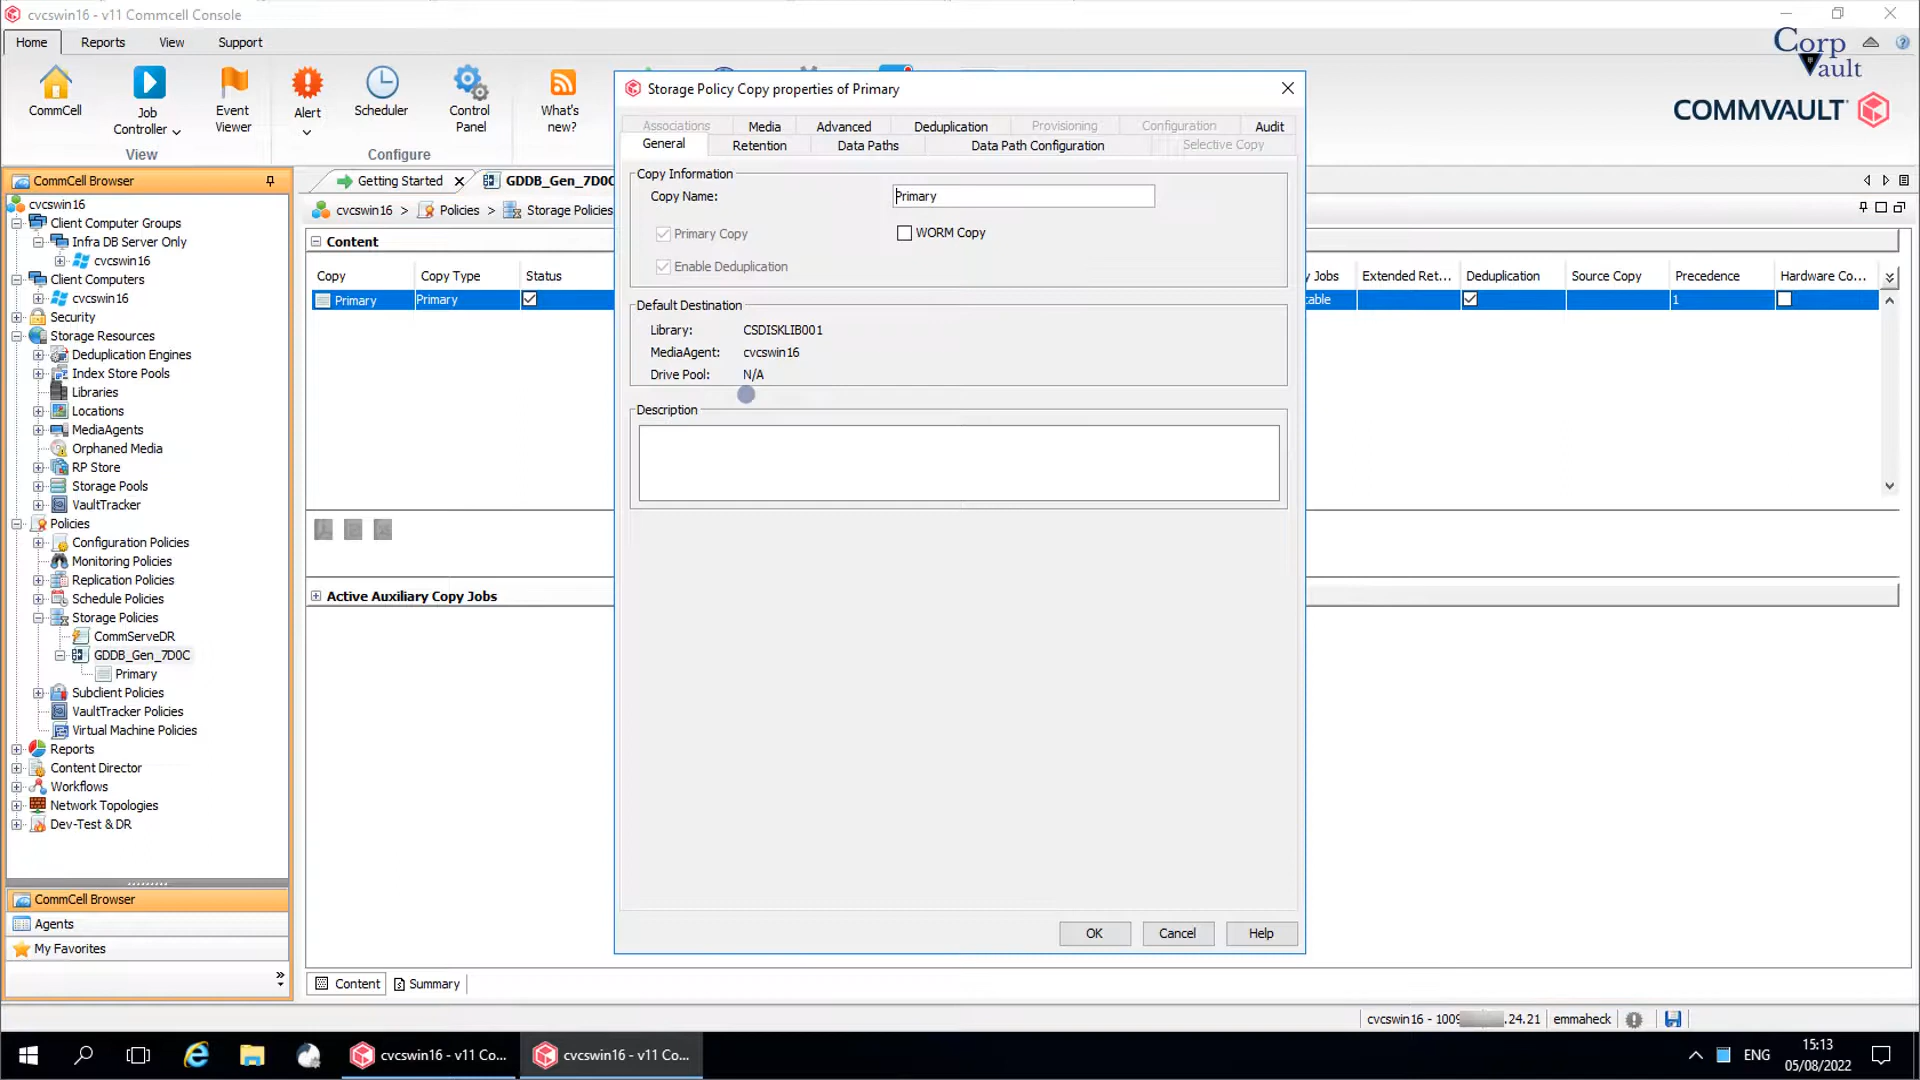 cvcswin16 - v11 Commcell Console
Home
Reports
View
Support
Corp
Vault
CommCell
Job
Controller
Event
Viewer
Alert
Scheduler
Control
Panel
What's
new?
View
Configure
COMMVAULT
CommCell Browser
Getting Started
GDDB_Gen_7D0C
cvcswin16 > Policies > Storage Policies
cvcswin16
Client Computer Groups
Infra DB Server Only
cvcswin16
Client Computers
cvcswin16
Security
Storage Resources
Deduplication Engines
Index Store Pools
Libraries
Locations
MediaAgents
Orphaned Media
RP Store
Storage Pools
VaultTracker
Policies
Configuration Policies
Monitoring Policies
Replication Policies
Schedule Policies
Storage Policies
CommServeDR
GDDB_Gen_7D0C
Primary
Subclient Policies
VaultTracker Policies
Virtual Machine Policies
Reports
Content Director
Workflows
Network Topologies
Dev-Test & DR
CommCell Browser
Agents
My Favorites
Content
Copy
Copy Type
Status
y Jobs
Extended Ret...
Deduplication
Source Copy
Precedence
Hardware Co...
Primary
Primary
table
1
Active Auxiliary Copy Jobs
Content
Summary
Storage Policy Copy properties of Primary
Associations
Media
Advanced
Deduplication
Provisioning
Configuration
Audit
General
Retention
Data Paths
Data Path Configuration
Selective Copy
Copy Information
Copy Name:
Primary
Primary Copy
WORM Copy
Enable Deduplication
Default Destination
Library: CSDISKLIB001
MediaAgent: cvcswin16
Drive Pool: N/A
Description
OK
Cancel
Help
cvcswin16 - 1009 .24.21
emmaheck
cvcswin16 - v11 Co...
cvcswin16 - v11 Co...
ENG
15:13
05/08/2022